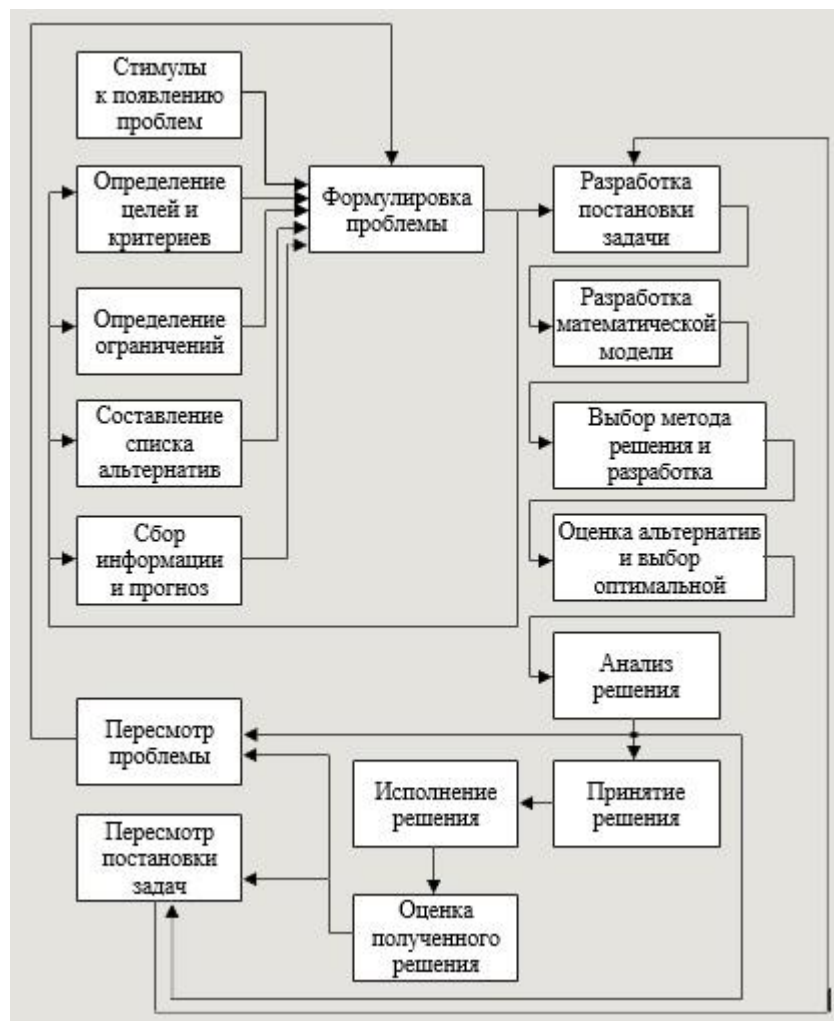 Стимулы
к появлению
проблем
Определение
целей и
критериев
Определение
ограничений
Составление
списка
альтернатив
Сбор
информации
и прогноз
Формулировка
проблемы
Разработка
постановки
задачи
Разработка
математической
модели
Выбор метода
решения и
разработка
Оценка альтернатив
и выбор
оптимальной
Анализ
решения
Принятие
решения
Исполнение
решения
Оценка
полученного
решения
Пересмотр
проблемы
Пересмотр
постановки
задач